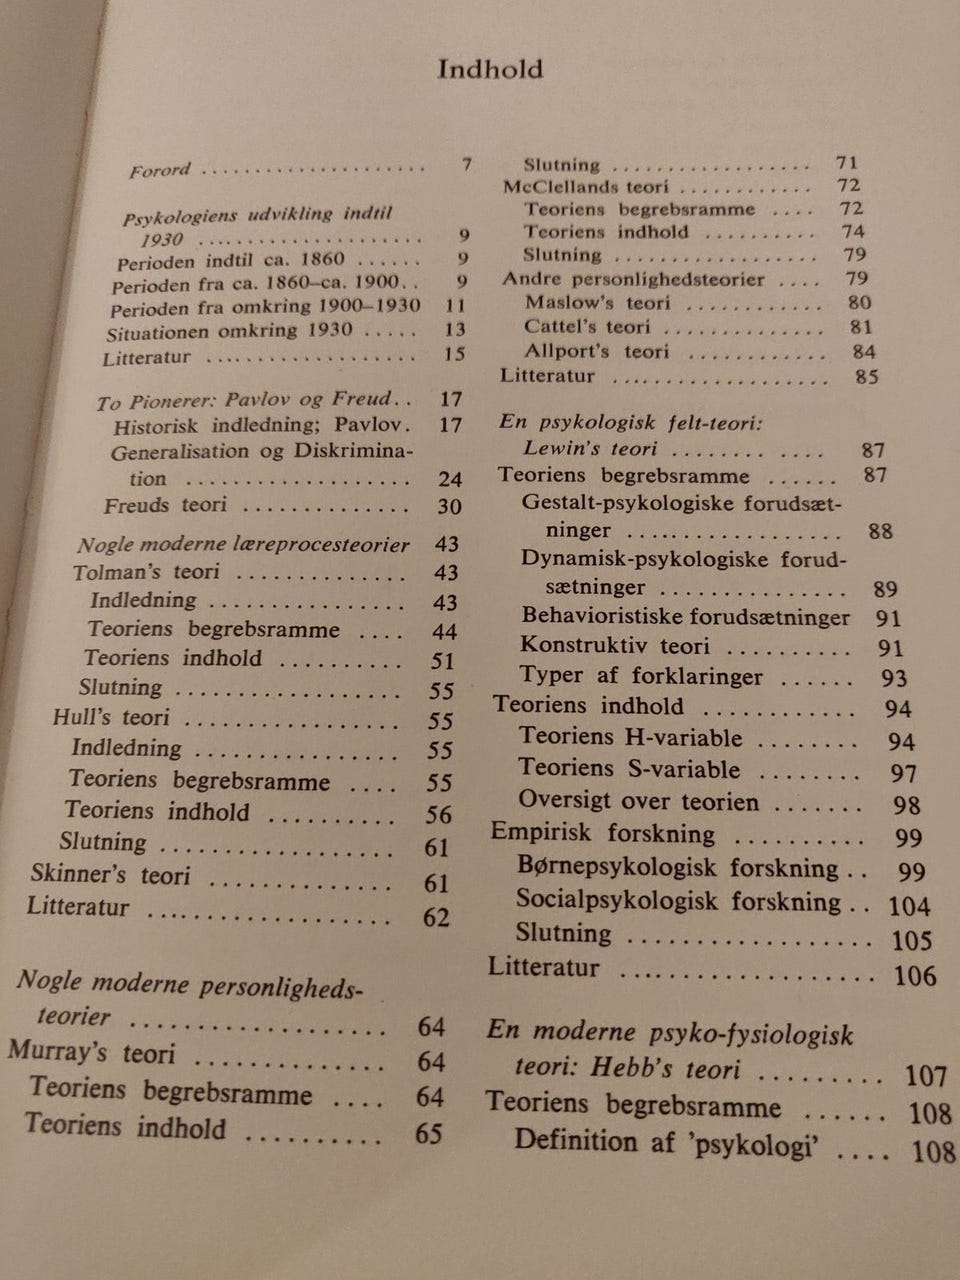 Indhold
Forord .................... 7
Psykologiens udvikling indtil
1930 .................... 9
Perioden indtil ca. 1860 ...... 9
Perioden fra ca. 1860–ca. 1900.. 9
Perioden fra omkring 1900–1930 11
Situationen omkring 1930 ..... 13
Litteratur .................. 15
To Pionerer: Pavlov og Freud.. 17
Historisk indledning; Pavlov. 17
Generalisation og Diskrimina-
tion .................. 24
Freuds teori .............. 30
Nogle moderne læreprocesteorier 43
Tolman's teori .............. 43
Indledning ................ 43
Teoriens begrebsramme .... 44
Teoriens indhold .......... 51
Slutning .................. 55
Hull's teori ................. 55
Indledning ................ 55
Teoriens begrebsramme .... 55
Teoriens indhold .......... 56
Slutning .................. 61
Skinner's teori .............. 61
Litteratur .................. 62
Nogle moderne personligheds-
teorier .................... 64
Murray's teori .............. 64
Teoriens begrebsramme .... 64
Teoriens indhold .......... 65
Slutning .................. 71
McClellands teori ............ 72
Teoriens begrebsramme .... 72
Teoriens indhold .......... 74
Slutning .................. 79
Andre personlighedsteorier .... 79
Maslow's teori ............ 80
Cattel's teori .............. 81
Allport's teori ............ 84
Litteratur ................... 85
En psykologisk felt-teori:
Lewin's teori ........ .... 87
Teoriens begrebsramme ...... 87
Gestalt-psykologiske forudsæt-
ninger .................. 88
Dynamisk-psykologiske forud-
sætninger ............... 89
Behavioristiske forudsætninger 91
Konstruktiv teori .......... 91
Typer af forklaringer ...... 93
Teoriens indhold ............ 94
Teoriens H-variable ........ 94
Teoriens S-variable ........ 97
Oversigt over teorien ....... 98
Empirisk forskning .......... 99
Børnepsykologisk forskning .. 99
Socialpsykologisk forskning .. 104
Slutning .................. 105
Litteratur ................... 106
En moderne psyko-fysiologisk
teori: Hebb's teori ......... 107
Teoriens begrebsramme ...... 108
Definition af 'psykologi' .... 108